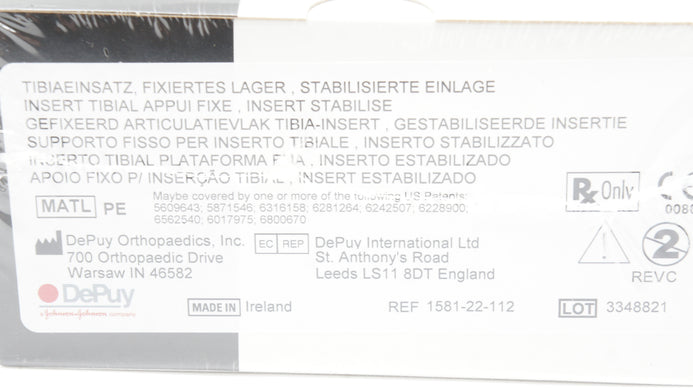 TIBIAEINSATZ, FIXIERTES LAGER , STABILISIERTE EINLAGE
INSERT TIBIAL APPUI FIXE , INSERT STABILISE
GEFIXEERD ARTICULATIEVLAK TIBIA-INSERT , GESTABILISEERDE INSERTIE
SUPPORTO FISSO PER INSERTO TIBIALE , INSERTO STABILIZZATO
INSERTO TIBIAL PLATAFORMA FIJA , INSERTO ESTABILIZADO
APOIO FIXO P/ INSERÇÃO TIBIAL , INSERTO ESTABILIZADO
Rx Only
MATL PE
Maybe covered by one or more of the following US Patents:
5609643; 5871546; 6316158; 6281264; 6242507; 6228900;
6562540; 6017975; 6800670
DePuy Orthopaedics, Inc.
700 Orthopaedic Drive
Warsaw IN 46582
EC REP
DePuy International Ltd
St. Anthony's Road
Leeds LS11 8DT England
2
REVC
DePuy
a Johnson&Johnson company
MADE IN Ireland
REF 1581-22-112
LOT 3348821